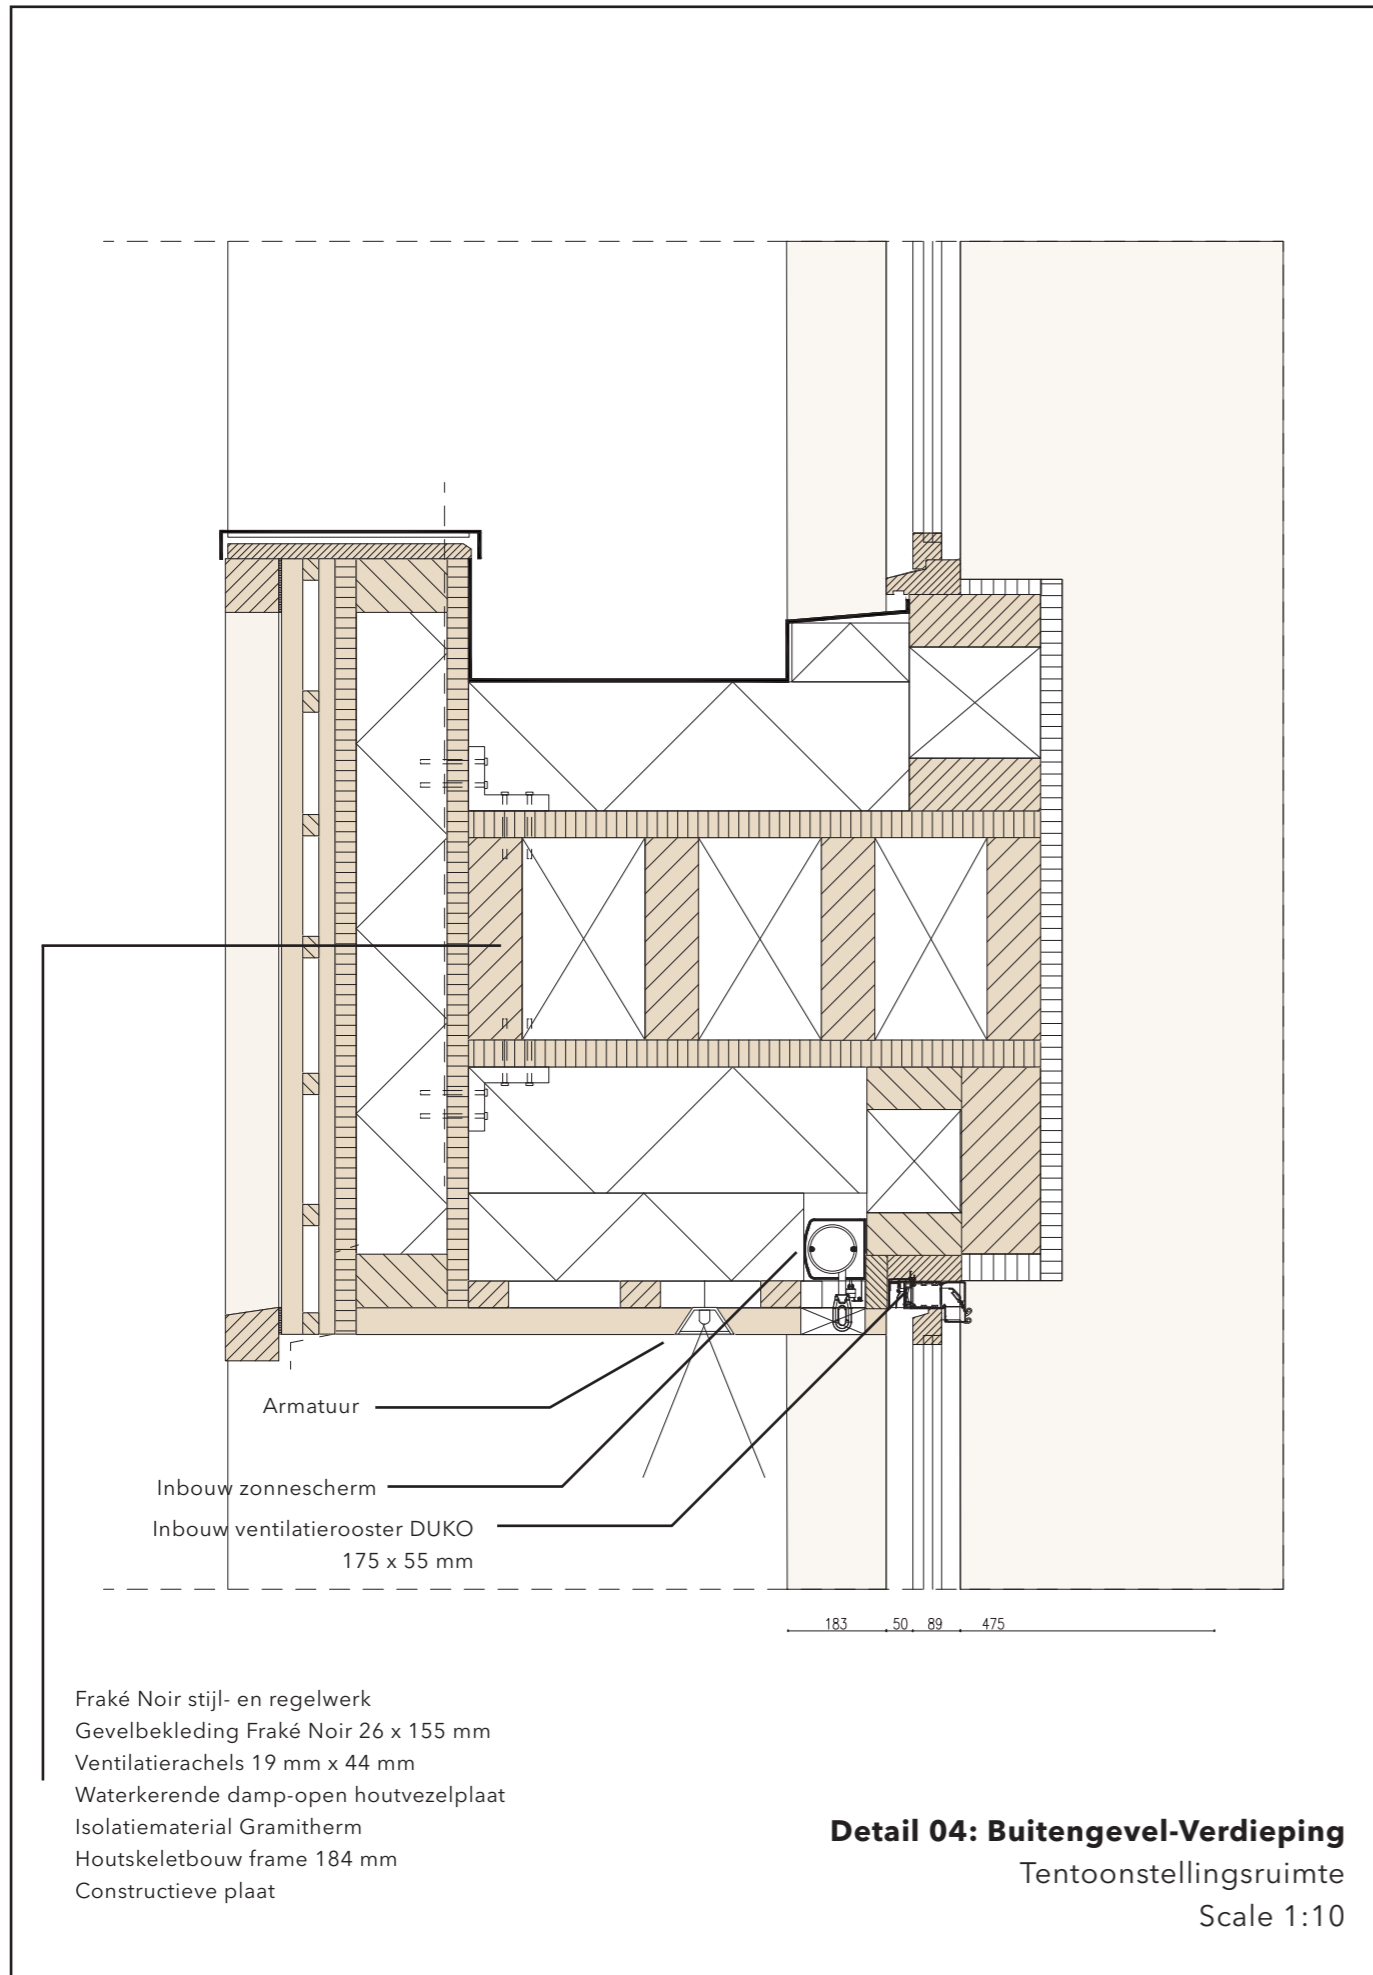 Armatuur
Inbouw zonnescherm
Inbouw ventilatierooster DUKO
175 x 55 mm
183 50 89 475
Fraké Noir stijl- en regelwerk
Gevelbekleding Fraké Noir 26 x 155 mm
Ventilatierachels 19 mm x 44 mm
Waterkerende damp-open houtvezelplaat
Isolatiematerial Gramitherm
Houtskeletbouw frame 184 mm
Constructieve plaat
Detail 04: Buitengevel-Verdieping
Tentoonstellingsruimte
Scale 1:10